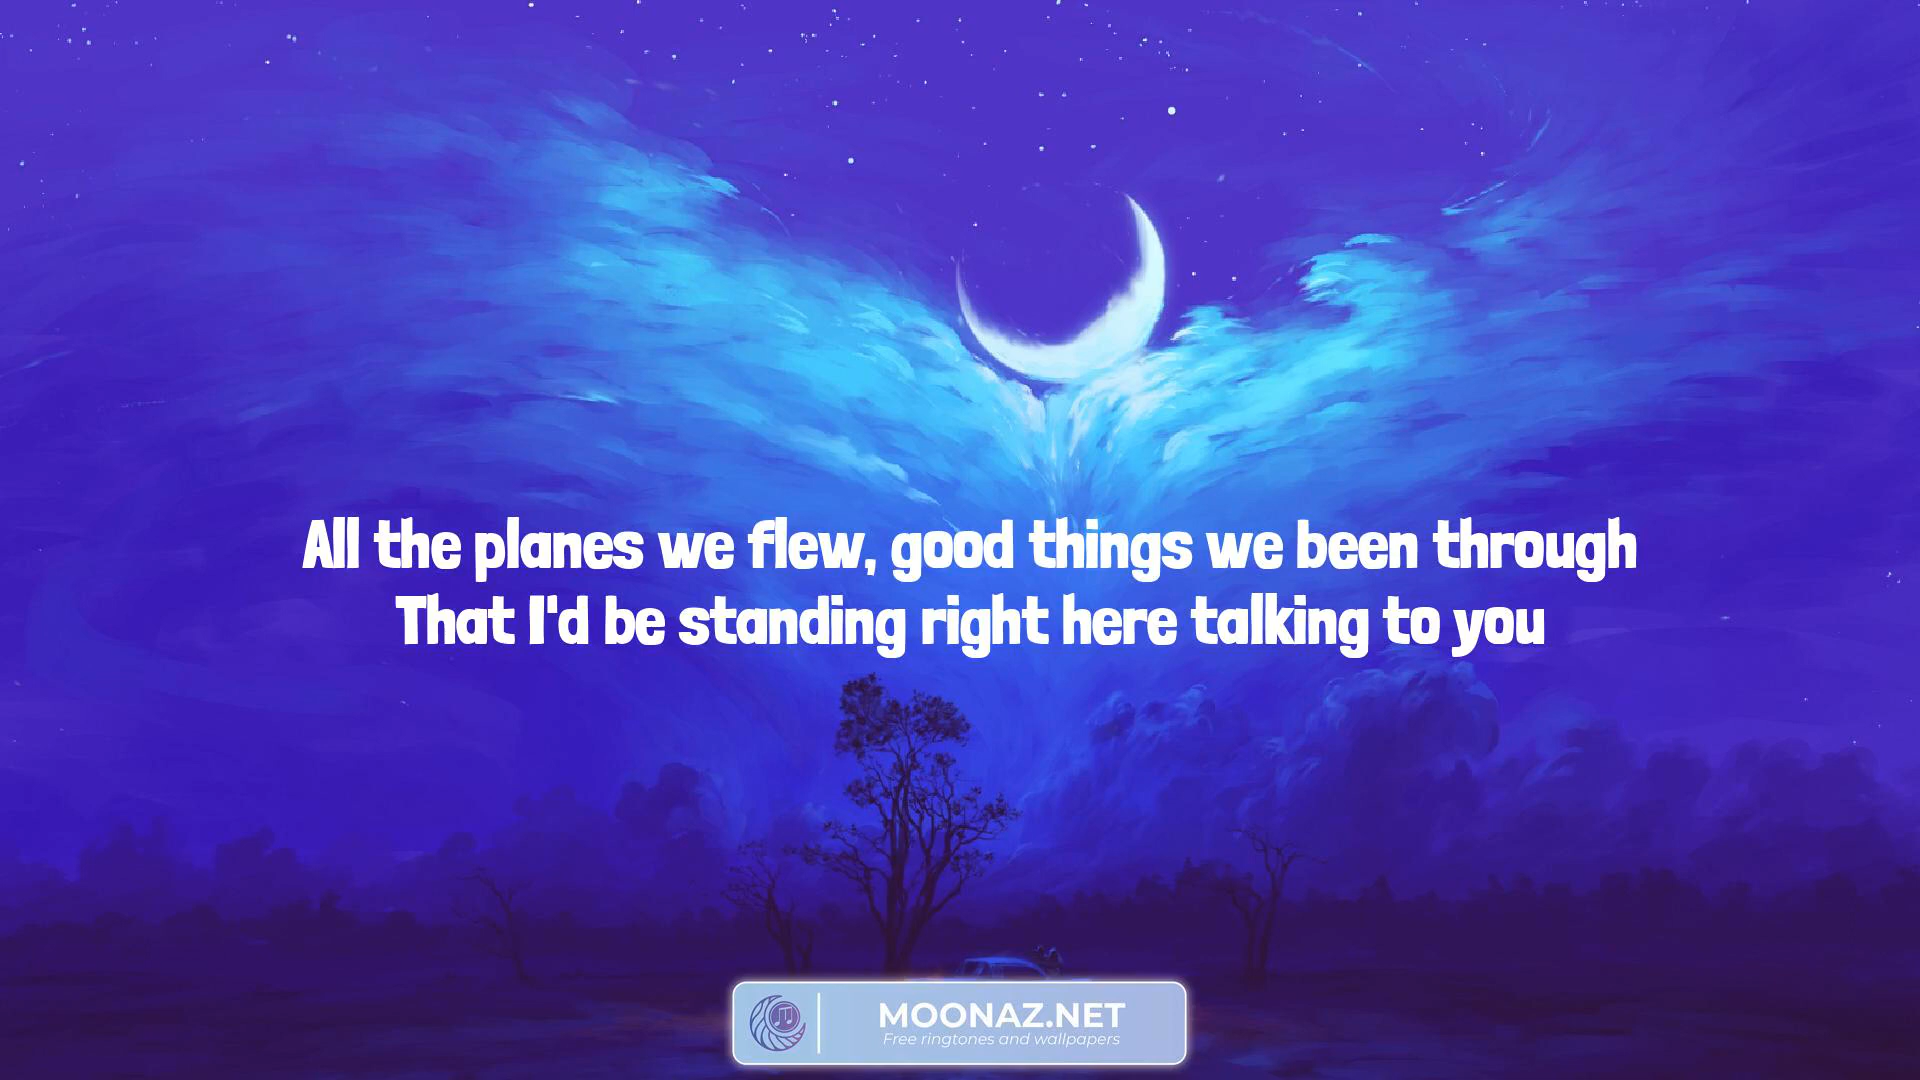 All the planes we flew, good things we been through
That I'd be standing right here talking to you
MOONAZ.NET
Free ringtones and wallpapers